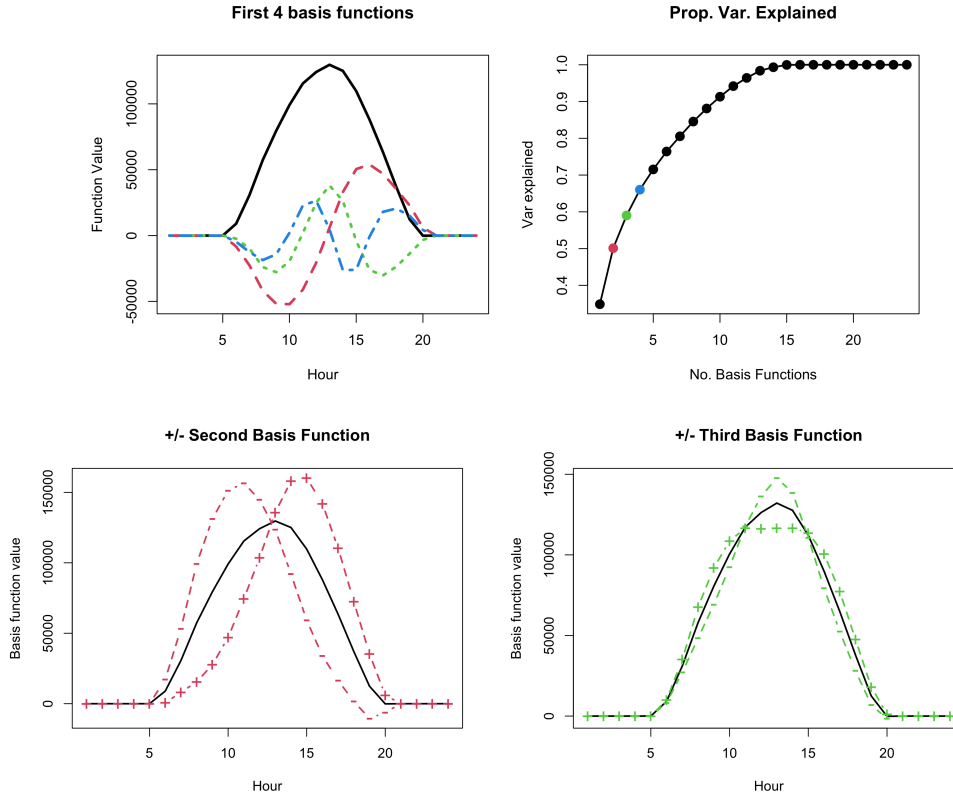 First 4 basis functions
Function Value
-50000 0 50000 100000
5 10 15 20
Hour
Prop. Var. Explained
Var explained
0.4 0.5 0.6 0.7 0.8 0.9 1.0
5 10 15 20
No. Basis Functions
+/- Second Basis Function
Basis function value
0 50000 100000 150000
5 10 15 20
Hour
+/- Third Basis Function
Basis function value
0 50000 100000 150000
5 10 15 20
Hour